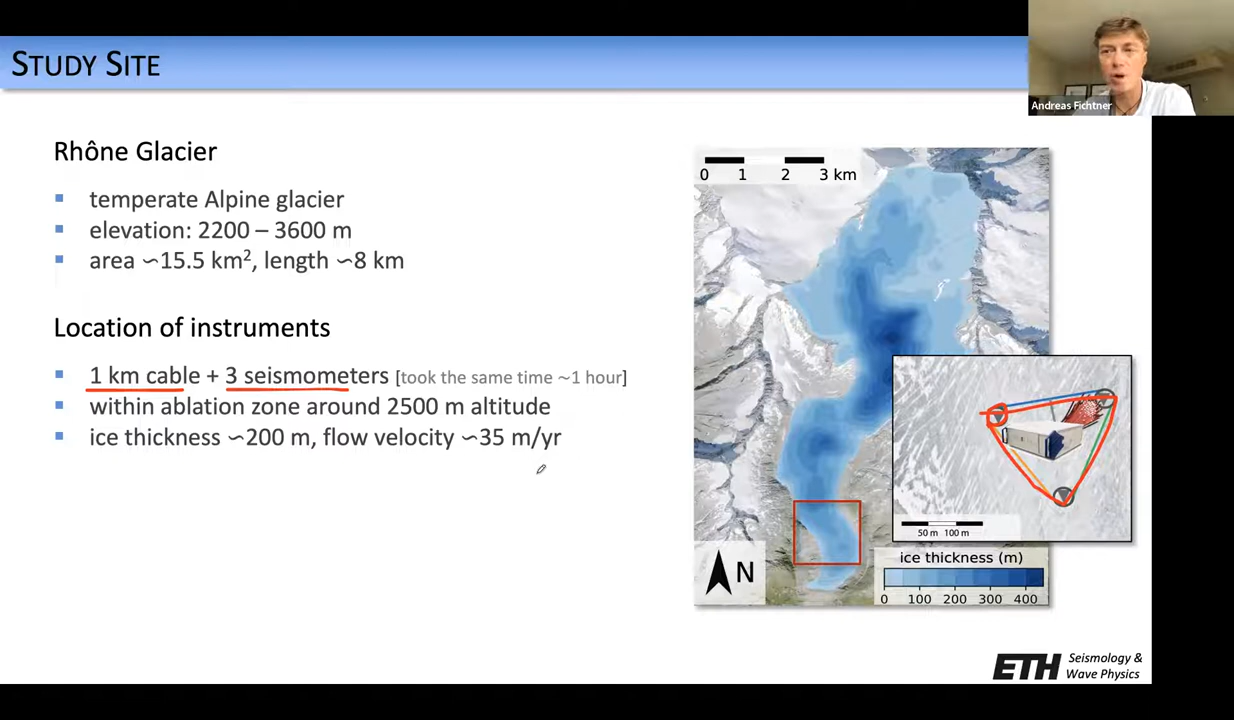 STUDY SITE
Andreas Fichtner
Rhône Glacier
▪ temperate Alpine glacier
▪ elevation: 2200 – 3600 m
▪ area ∽15.5 km², length ∽8 km
Location of instruments
▪ 1 km cable + 3 seismometers [took the same time ~1 hour]
▪ within ablation zone around 2500 m altitude
▪ ice thickness ∽200 m, flow velocity ∽35 m/yr
0 1 2 3 km
50 m 100 m
N
ice thickness (m)
0 100 200 300 400
ETH Seismology &
Wave Physics